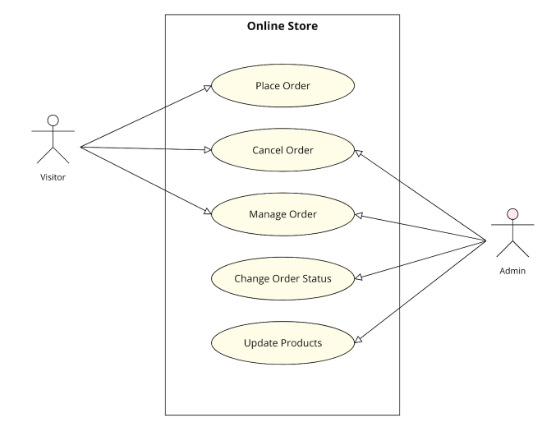 Online Store
Place Order
Cancel Order
Visitor
Manage Order
Admin
Change Order Status
Update Products